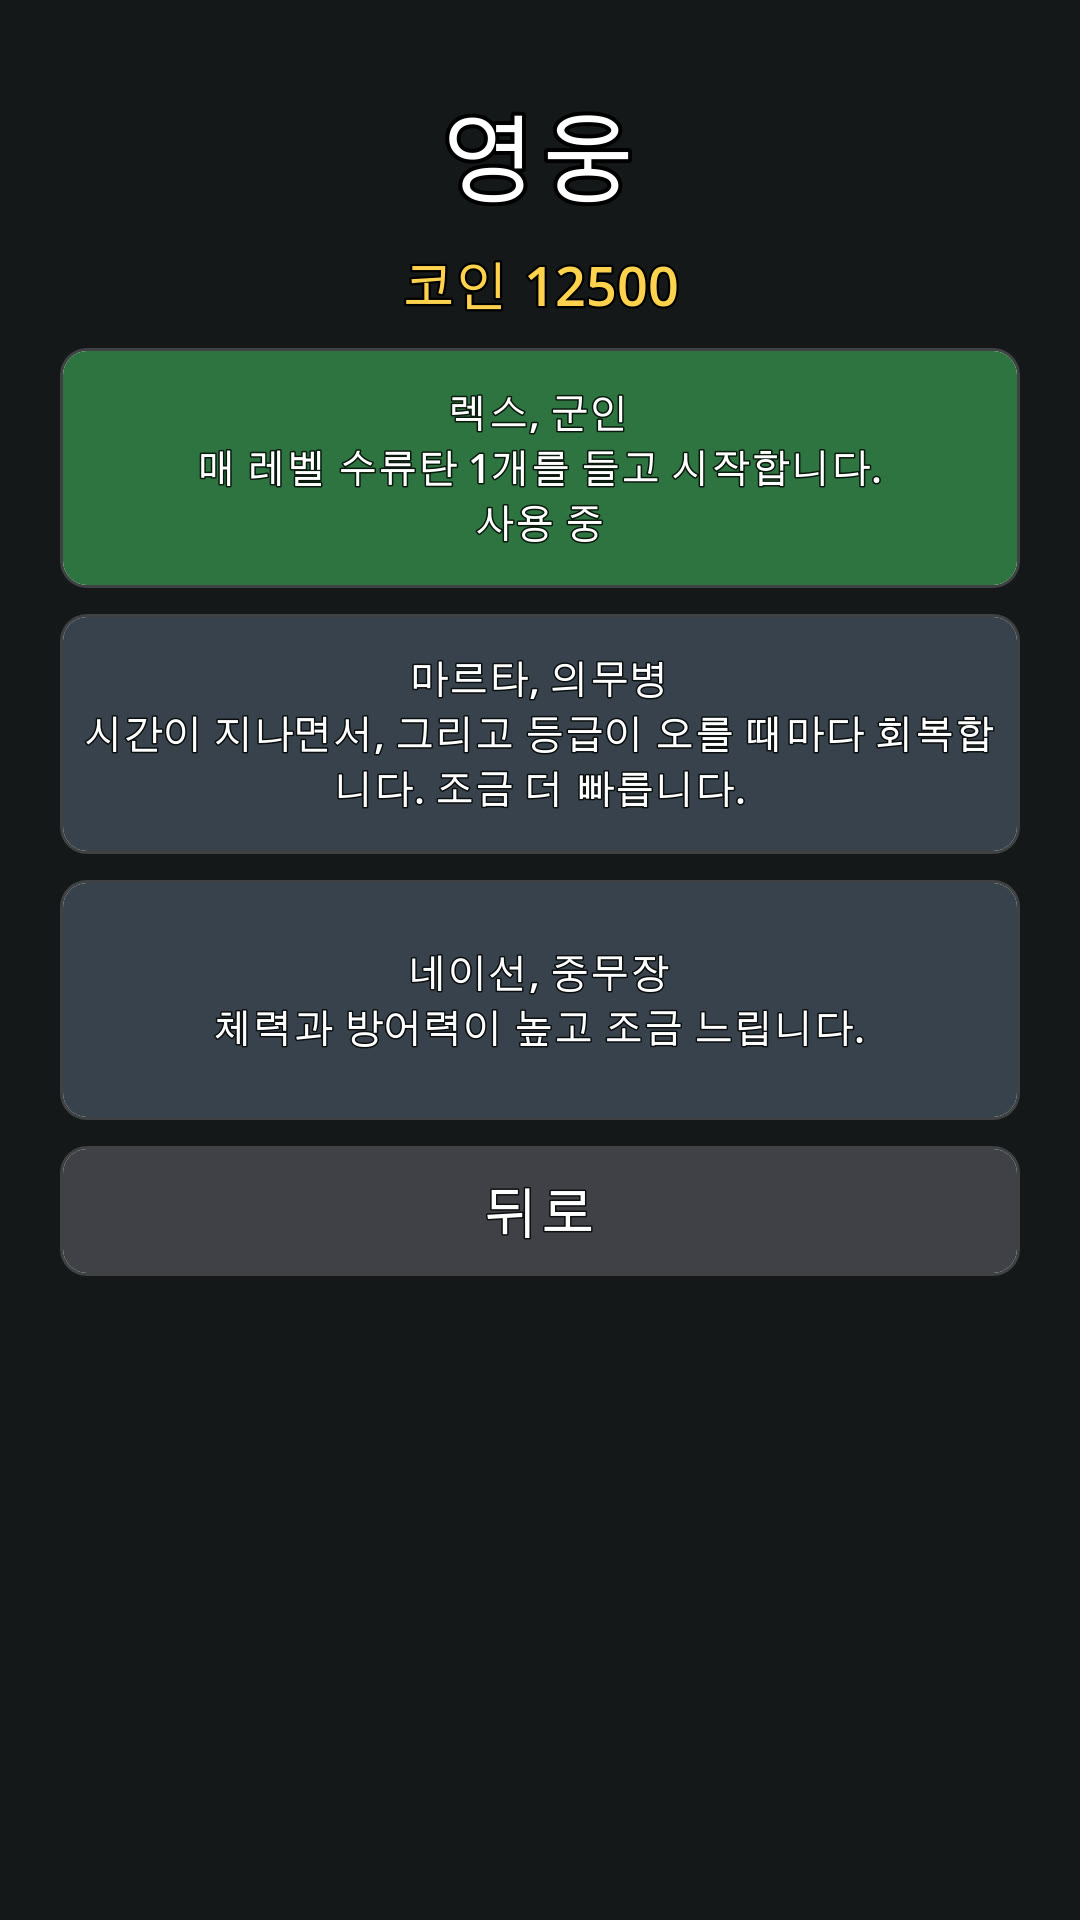 영웅
코인 12500
렉스, 군인
매 레벨 수류탄 1개를 들고 시작합니다.
사용 중
마르타, 의무병
시간이 지나면서, 그리고 등급이 오를 때마다 회복합
니다. 조금 더 빠릅니다.
네이선, 중무장
체력과 방어력이 높고 조금 느립니다.
뒤로